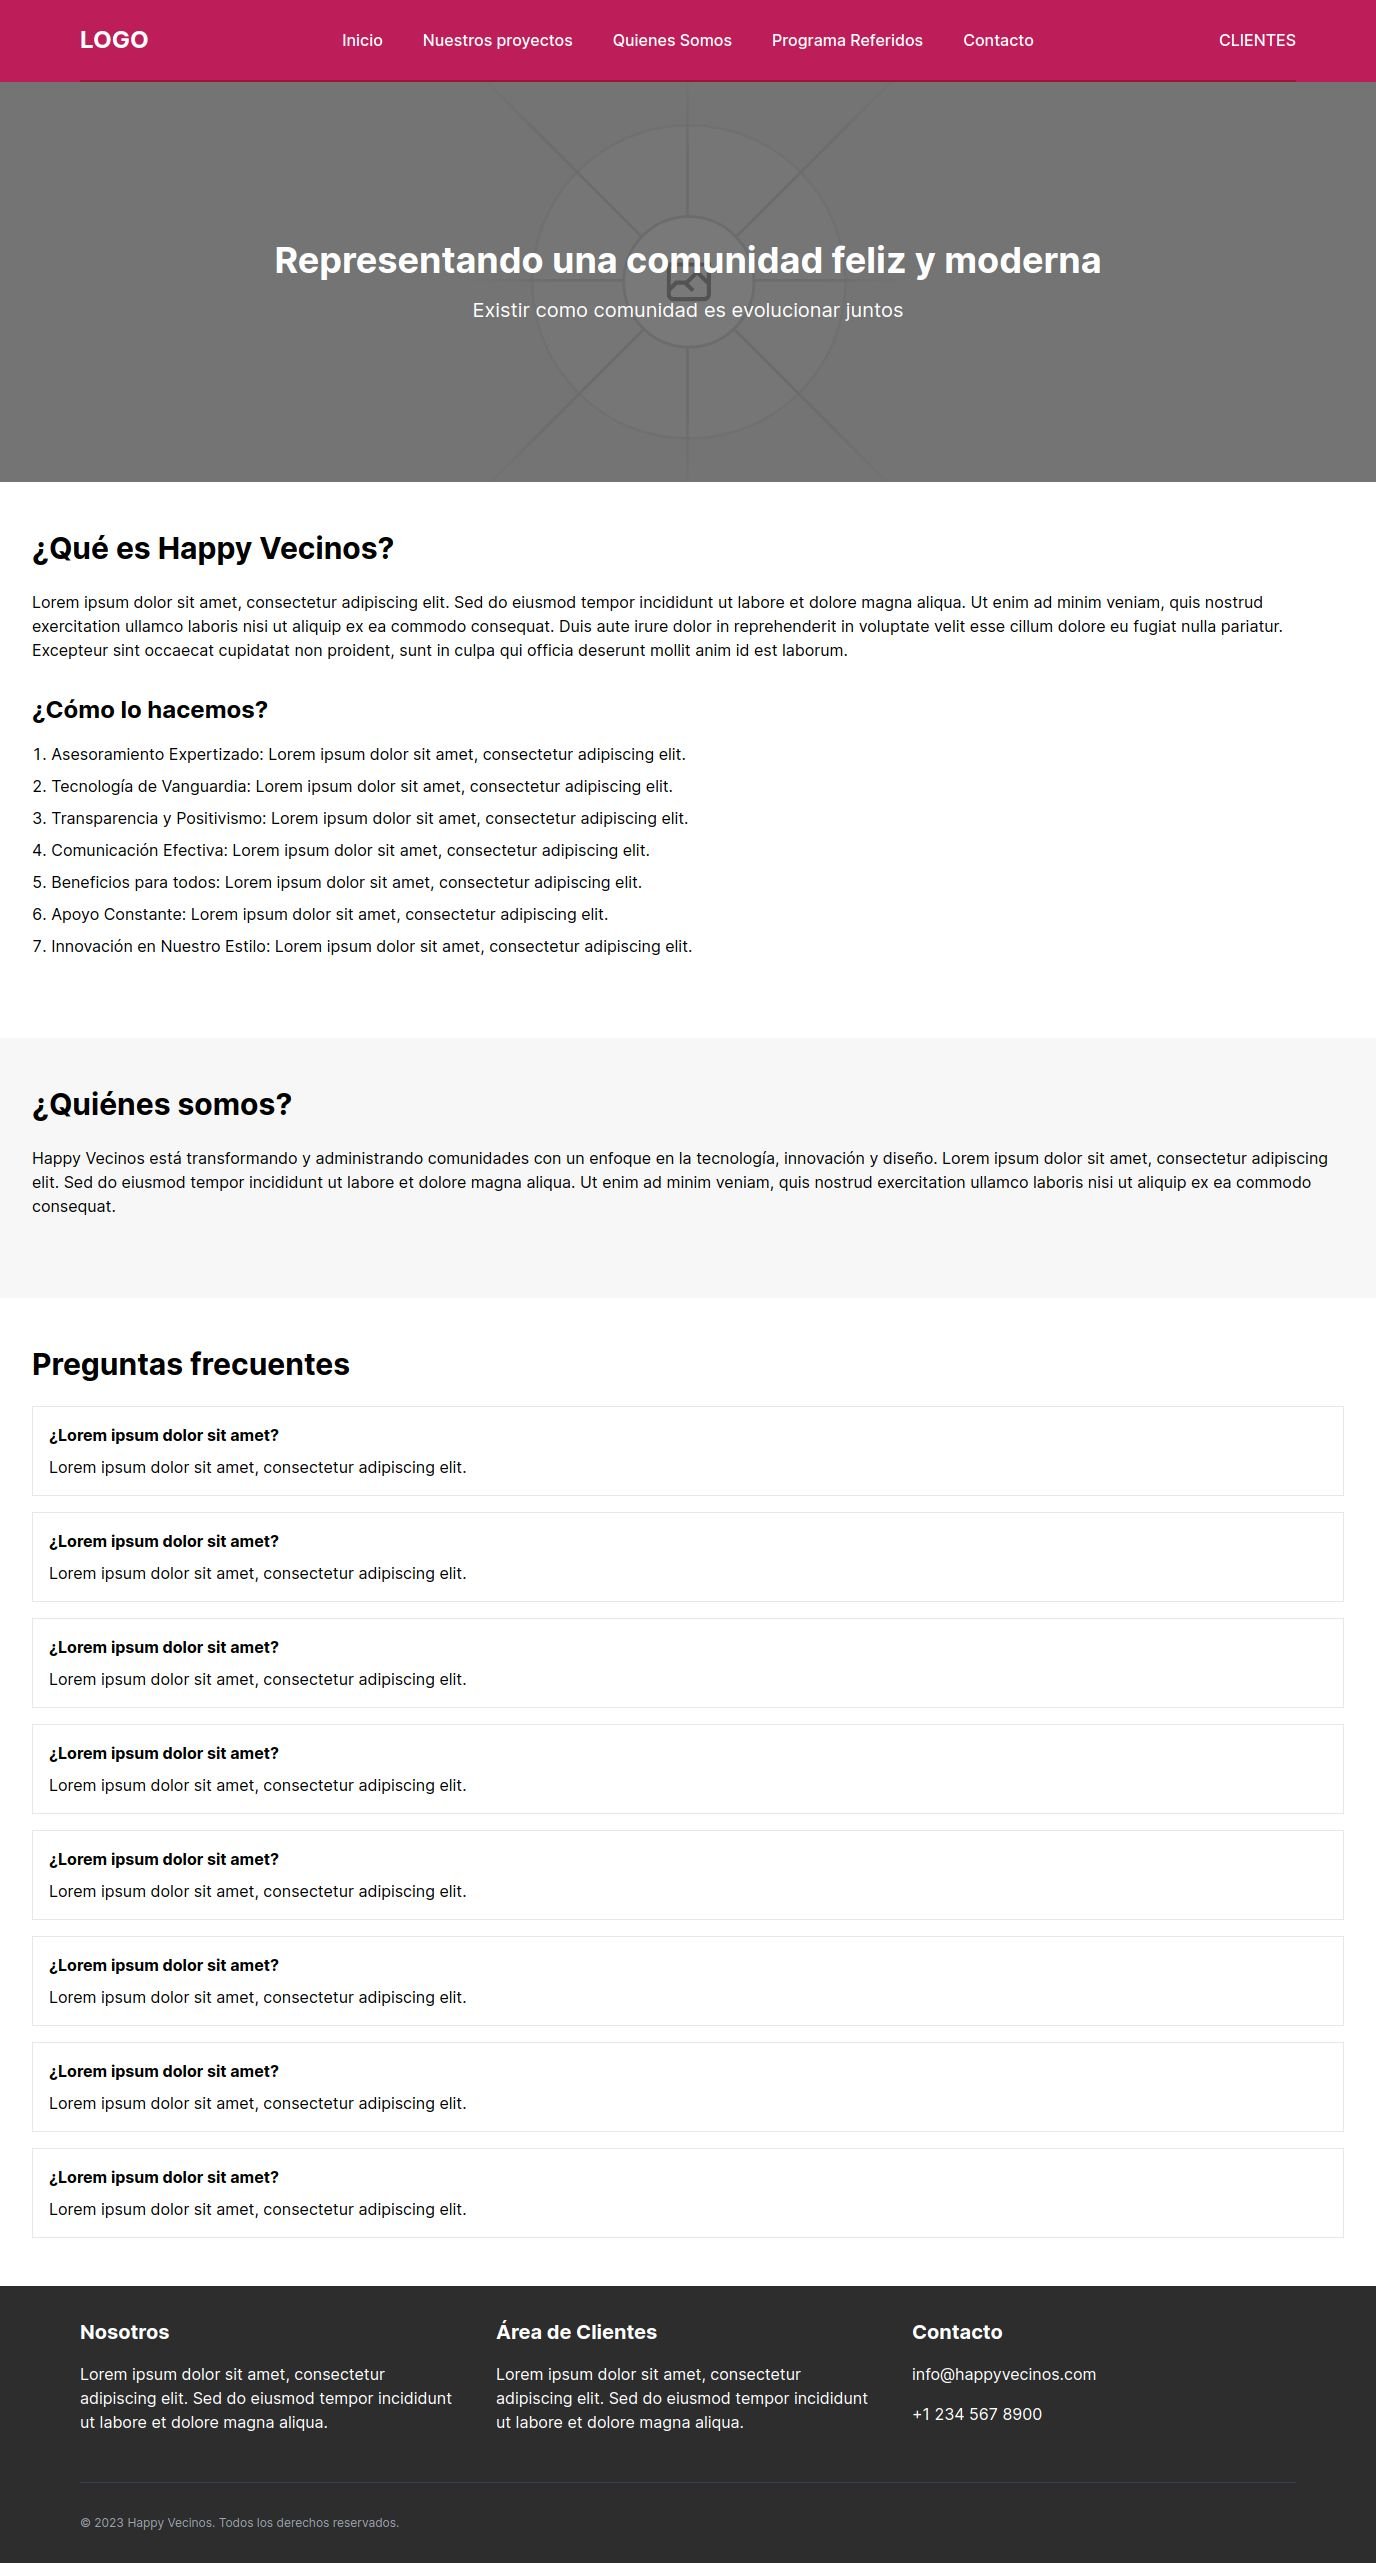 LOGO
Inicio
Nuestros proyectos
Quienes Somos
Programa Referidos
Contacto
CLIENTES
Representando una comunidad feliz y moderna
Existir como comunidad es evolucionar juntos
¿Qué es Happy Vecinos?
Lorem ipsum dolor sit amet, consectetur adipiscing elit. Sed do eiusmod tempor incididunt ut labore et dolore magna aliqua. Ut enim ad minim veniam, quis nostrud
exercitation ullamco laboris nisi ut aliquip ex ea commodo consequat. Duis aute irure dolor in reprehenderit in voluptate velit esse cillum dolore eu fugiat nulla pariatur.
Excepteur sint occaecat cupidatat non proident, sunt in culpa qui officia deserunt mollit anim id est laborum.
¿Cómo lo hacemos?
1. Asesoramiento Expertizado: Lorem ipsum dolor sit amet, consectetur adipiscing elit.
2. Tecnología de Vanguardia: Lorem ipsum dolor sit amet, consectetur adipiscing elit.
3. Transparencia y Positivismo: Lorem ipsum dolor sit amet, consectetur adipiscing elit.
4. Comunicación Efectiva: Lorem ipsum dolor sit amet, consectetur adipiscing elit.
5. Beneficios para todos: Lorem ipsum dolor sit amet, consectetur adipiscing elit.
6. Apoyo Constante: Lorem ipsum dolor sit amet, consectetur adipiscing elit.
7. Innovación en Nuestro Estilo: Lorem ipsum dolor sit amet, consectetur adipiscing elit.
¿Quiénes somos?
Happy Vecinos está transformando y administrando comunidades con un enfoque en la tecnología, innovación y diseño. Lorem ipsum dolor sit amet, consectetur adipiscing
elit. Sed do eiusmod tempor incididunt ut labore et dolore magna aliqua. Ut enim ad minim veniam, quis nostrud exercitation ullamco laboris nisi ut aliquip ex ea commodo
consequat.
Preguntas frecuentes
¿Lorem ipsum dolor sit amet?
Lorem ipsum dolor sit amet, consectetur adipiscing elit.
¿Lorem ipsum dolor sit amet?
Lorem ipsum dolor sit amet, consectetur adipiscing elit.
¿Lorem ipsum dolor sit amet?
Lorem ipsum dolor sit amet, consectetur adipiscing elit.
¿Lorem ipsum dolor sit amet?
Lorem ipsum dolor sit amet, consectetur adipiscing elit.
¿Lorem ipsum dolor sit amet?
Lorem ipsum dolor sit amet, consectetur adipiscing elit.
¿Lorem ipsum dolor sit amet?
Lorem ipsum dolor sit amet, consectetur adipiscing elit.
¿Lorem ipsum dolor sit amet?
Lorem ipsum dolor sit amet, consectetur adipiscing elit.
¿Lorem ipsum dolor sit amet?
Lorem ipsum dolor sit amet, consectetur adipiscing elit.
Nosotros
Lorem ipsum dolor sit amet, consectetur
adipiscing elit. Sed do eiusmod tempor incididunt
ut labore et dolore magna aliqua.
Área de Clientes
Lorem ipsum dolor sit amet, consectetur
adipiscing elit. Sed do eiusmod tempor incididunt
ut labore et dolore magna aliqua.
Contacto
info@happyvecinos.com
+1 234 567 8900
© 2023 Happy Vecinos. Todos los derechos reservados.